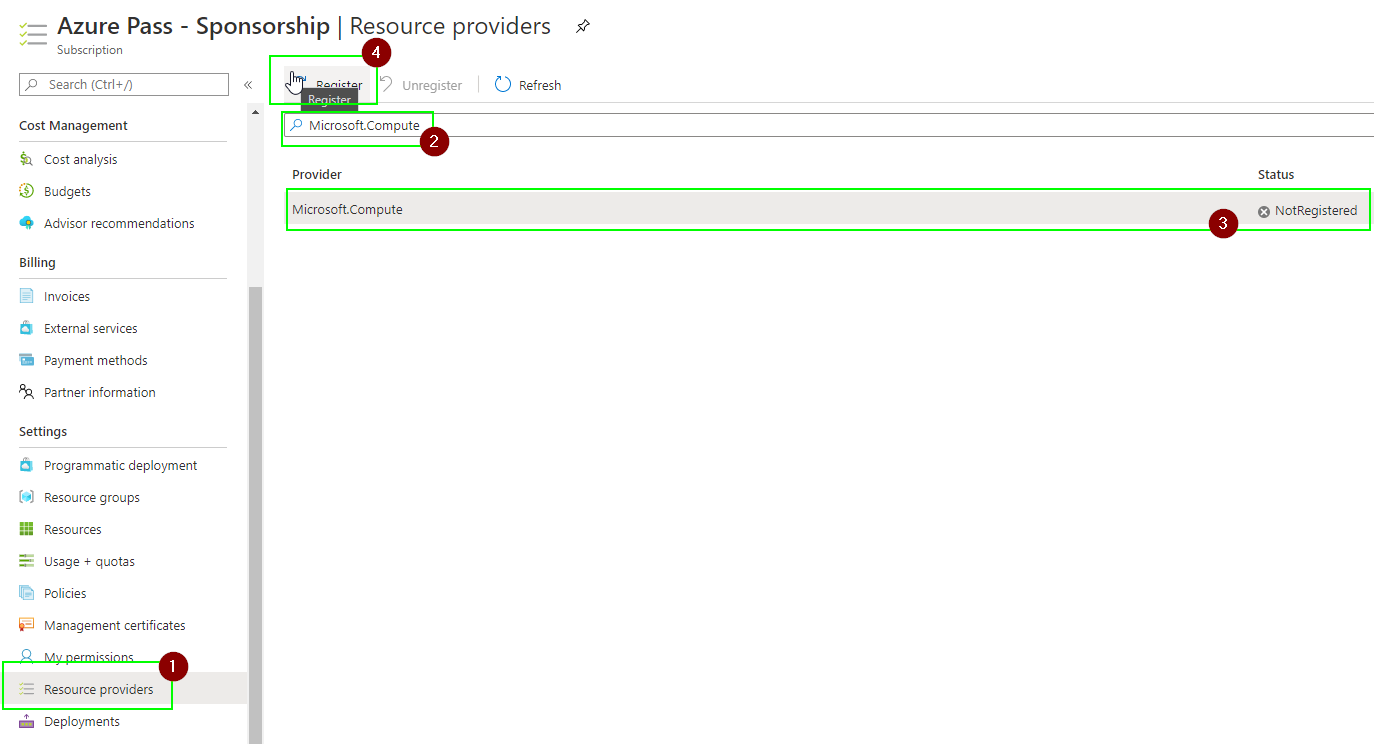 Azure Pass - Sponsorship | Resource providers
Subscription
Search (Ctrl+/)
«
Cost Management
Cost analysis
Budgets
Advisor recommendations
Billing
Invoices
External services
Payment methods
Partner information
Settings
Programmatic deployment
Resource groups
Resources
Usage + quotas
Policies
Management certificates
My permissions
1
Resource providers
Deployments
4
Register
Unregister
Refresh
Register
Microsoft.Compute
2
Provider
Status
Microsoft.Compute
NotRegistered
3